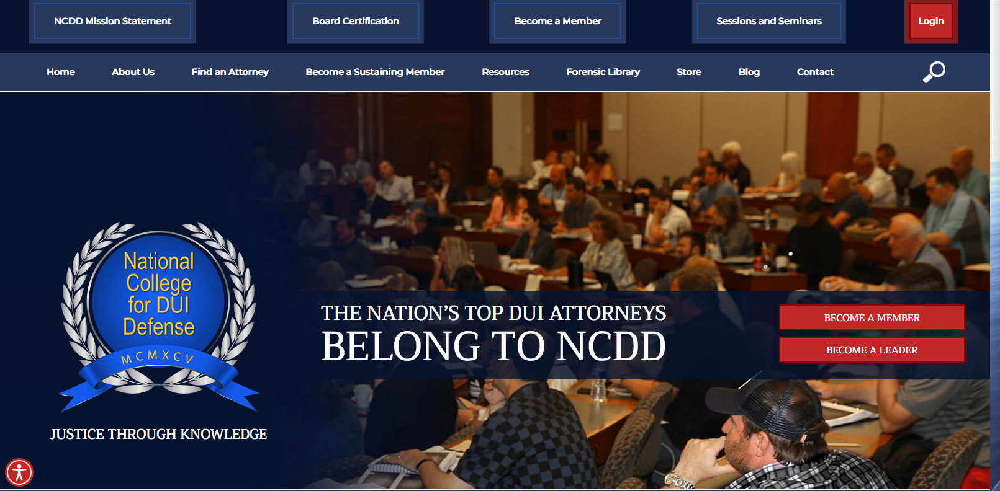 NCDD Mission Statement
Board Certification
Become a Member
Sessions and Seminars
Login
Home
About Us
Find an Attorney
Become a Sustaining Member
Resources
Forensic Library
Store
Blog
Contact
National
College
for DUI
Defense
MCMXCV
JUSTICE THROUGH KNOWLEDGE
THE NATION’S TOP DUI ATTORNEYS
BELONG TO NCDD
BECOME A MEMBER
BECOME A LEADER